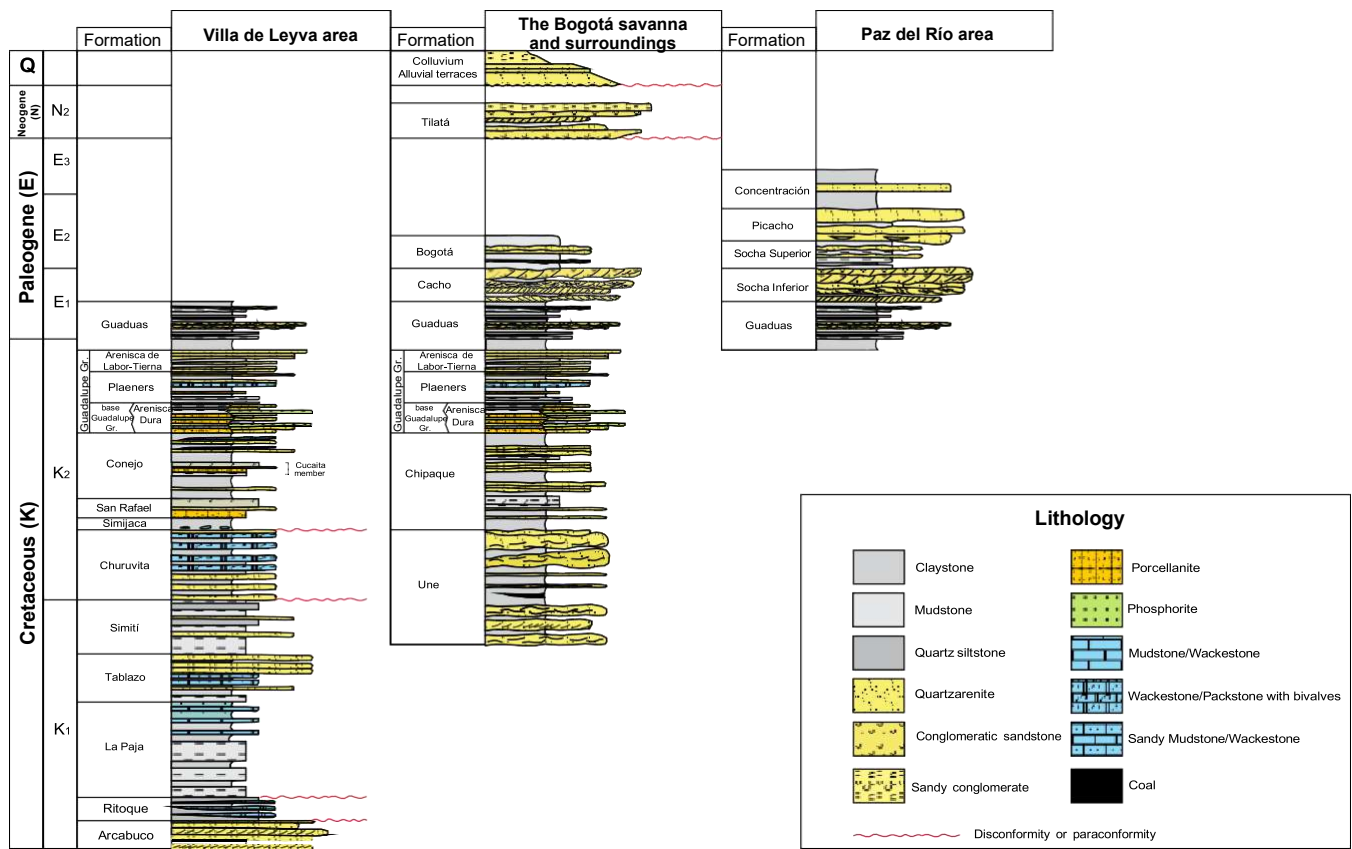 Formation
Villa de Leyva area
Formation
The Bogotá savanna
and surroundings
Formation
Paz del Río area
Q
Neogene
(N)
N2
Paleogene (E)
E3
E2
E1
Cretaceous (K)
K2
K1
Guaduas
Guadalupe Gr.
Arenisca de
Labor-Tierna
Plaeners
base
Guadalupe
Gr.
Arenisca
Dura
Conejo
Cucaita
member
San Rafael
Simijaca
Churuvita
Simití
Tablazo
La Paja
Ritoque
Arcabuco
Colluvium
Alluvial terraces
Tilatá
Bogotá
Cacho
Guaduas
Guadalupe Gr.
Arenisca de
Labor-Tierna
Plaeners
base
Guadalupe
Gr.
Arenisca
Dura
Chipaque
Une
Concentración
Picacho
Socha Superior
Socha Inferior
Guaduas
Lithology
Claystone
Mudstone
Quartz siltstone
Quartzarenite
Conglomeratic sandstone
Sandy conglomerate
Porcellanite
Phosphorite
Mudstone/Wackestone
Wackestone/Packstone with bivalves
Sandy Mudstone/Wackestone
Coal
Disconformity or paraconformity